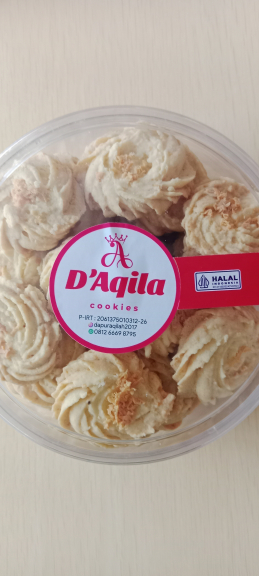 A
D'Aqila
cookies
P-IRT : 2061375010312-26
dapuraqilah2017
0812 6669 8795
HALAL
INDONESIA